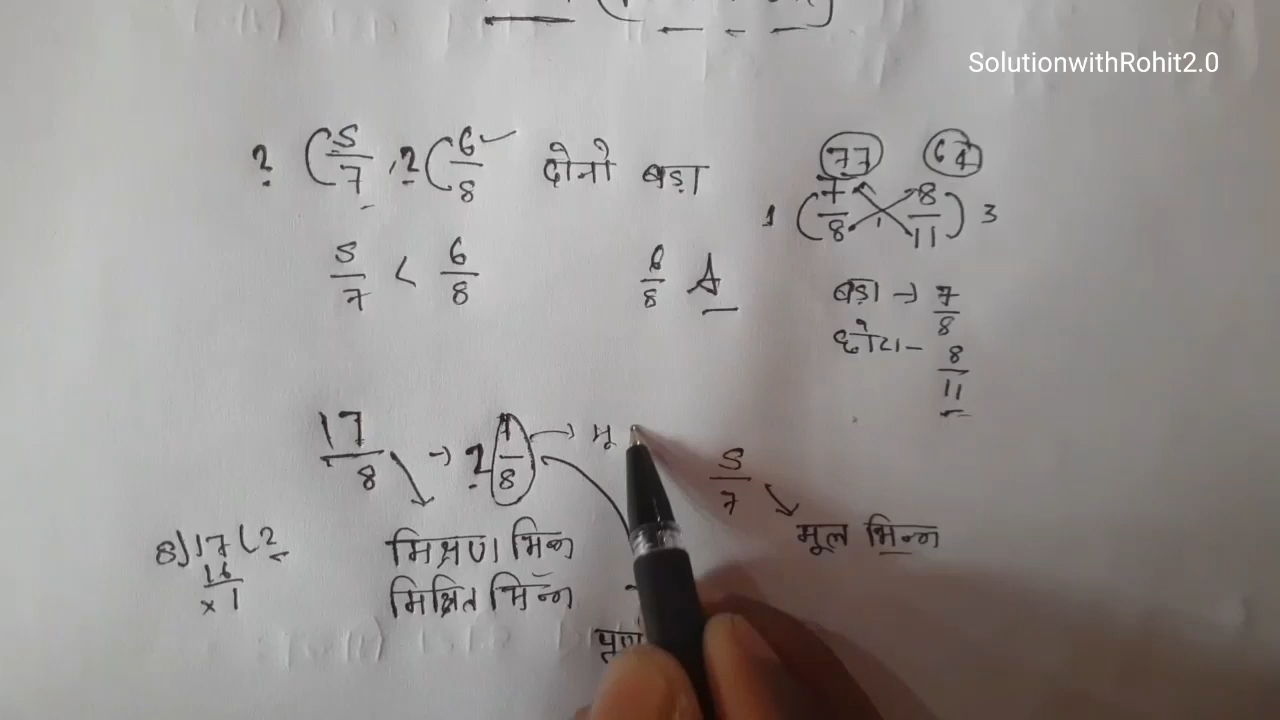 SolutionwithRohit2.0
? (5/7 , ? (6/8 ✓ दोनो बड़ा
5/7 < 6/8
6/8 A
77 64
1 (7/8 , 8/11) 3
बड़ा → 7/8
छोटा – 8/11
17/8 → 2 1/8 → मू
8)17(2
16
× 1
मिश्रण भिन्न
मिश्रित भिन्न
5/7
मूल भिन्न